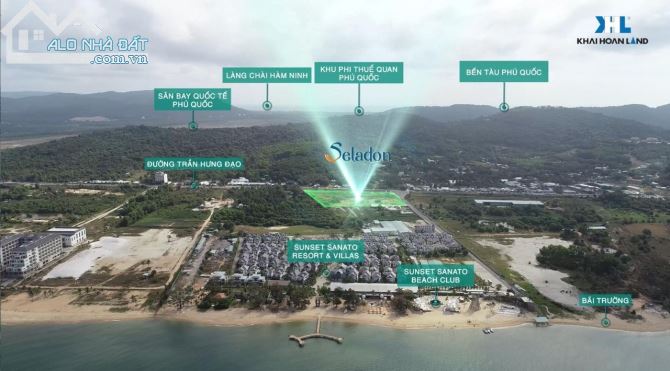 ALO NHÀ ĐẤT
.com.vn
KHẢI HOÀN LAND
SÂN BAY QUỐC TẾ
PHÚ QUỐC
LÀNG CHÀI HÀM NINH
KHU PHI THUẾ QUAN
PHÚ QUỐC
BẾN TÀU PHÚ QUỐC
ĐƯỜNG TRẦN HƯNG ĐẠO
Seladon
SUNSET SANATO
RESORT & VILLAS
SUNSET SANATO
BEACH CLUB
BÃI TRƯỜNG